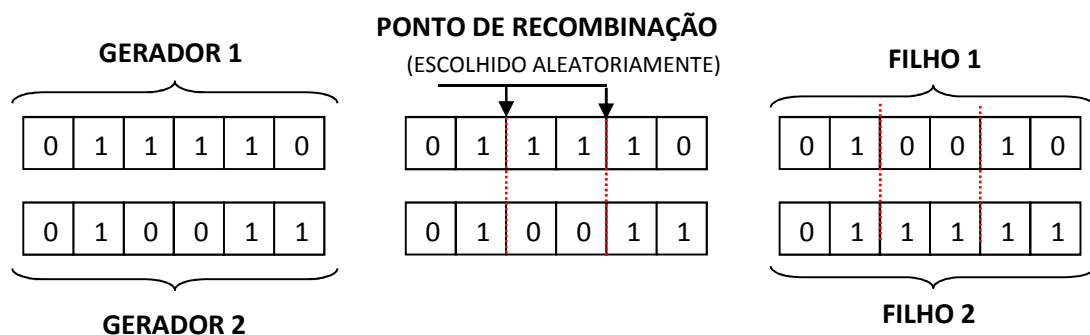 PONTO DE RECOMBINAÇÃO
GERADOR 1
(ESCOLHIDO ALEATORIAMENTE)
FILHO 1
0 1 1 1 1 0
0 1 1 1 1 0
0 1 0 0 1 0
0 1 0 0 1 1
0 1 0 0 1 1
0 1 1 1 1 1
GERADOR 2
FILHO 2